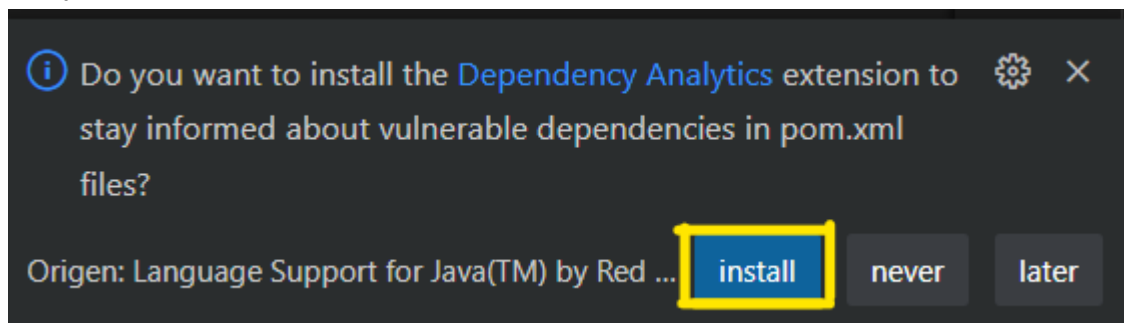 Do you want to install the Dependency Analytics extension to
stay informed about vulnerable dependencies in pom.xml
files?
Origen: Language Support for Java(TM) by Red ... install never later